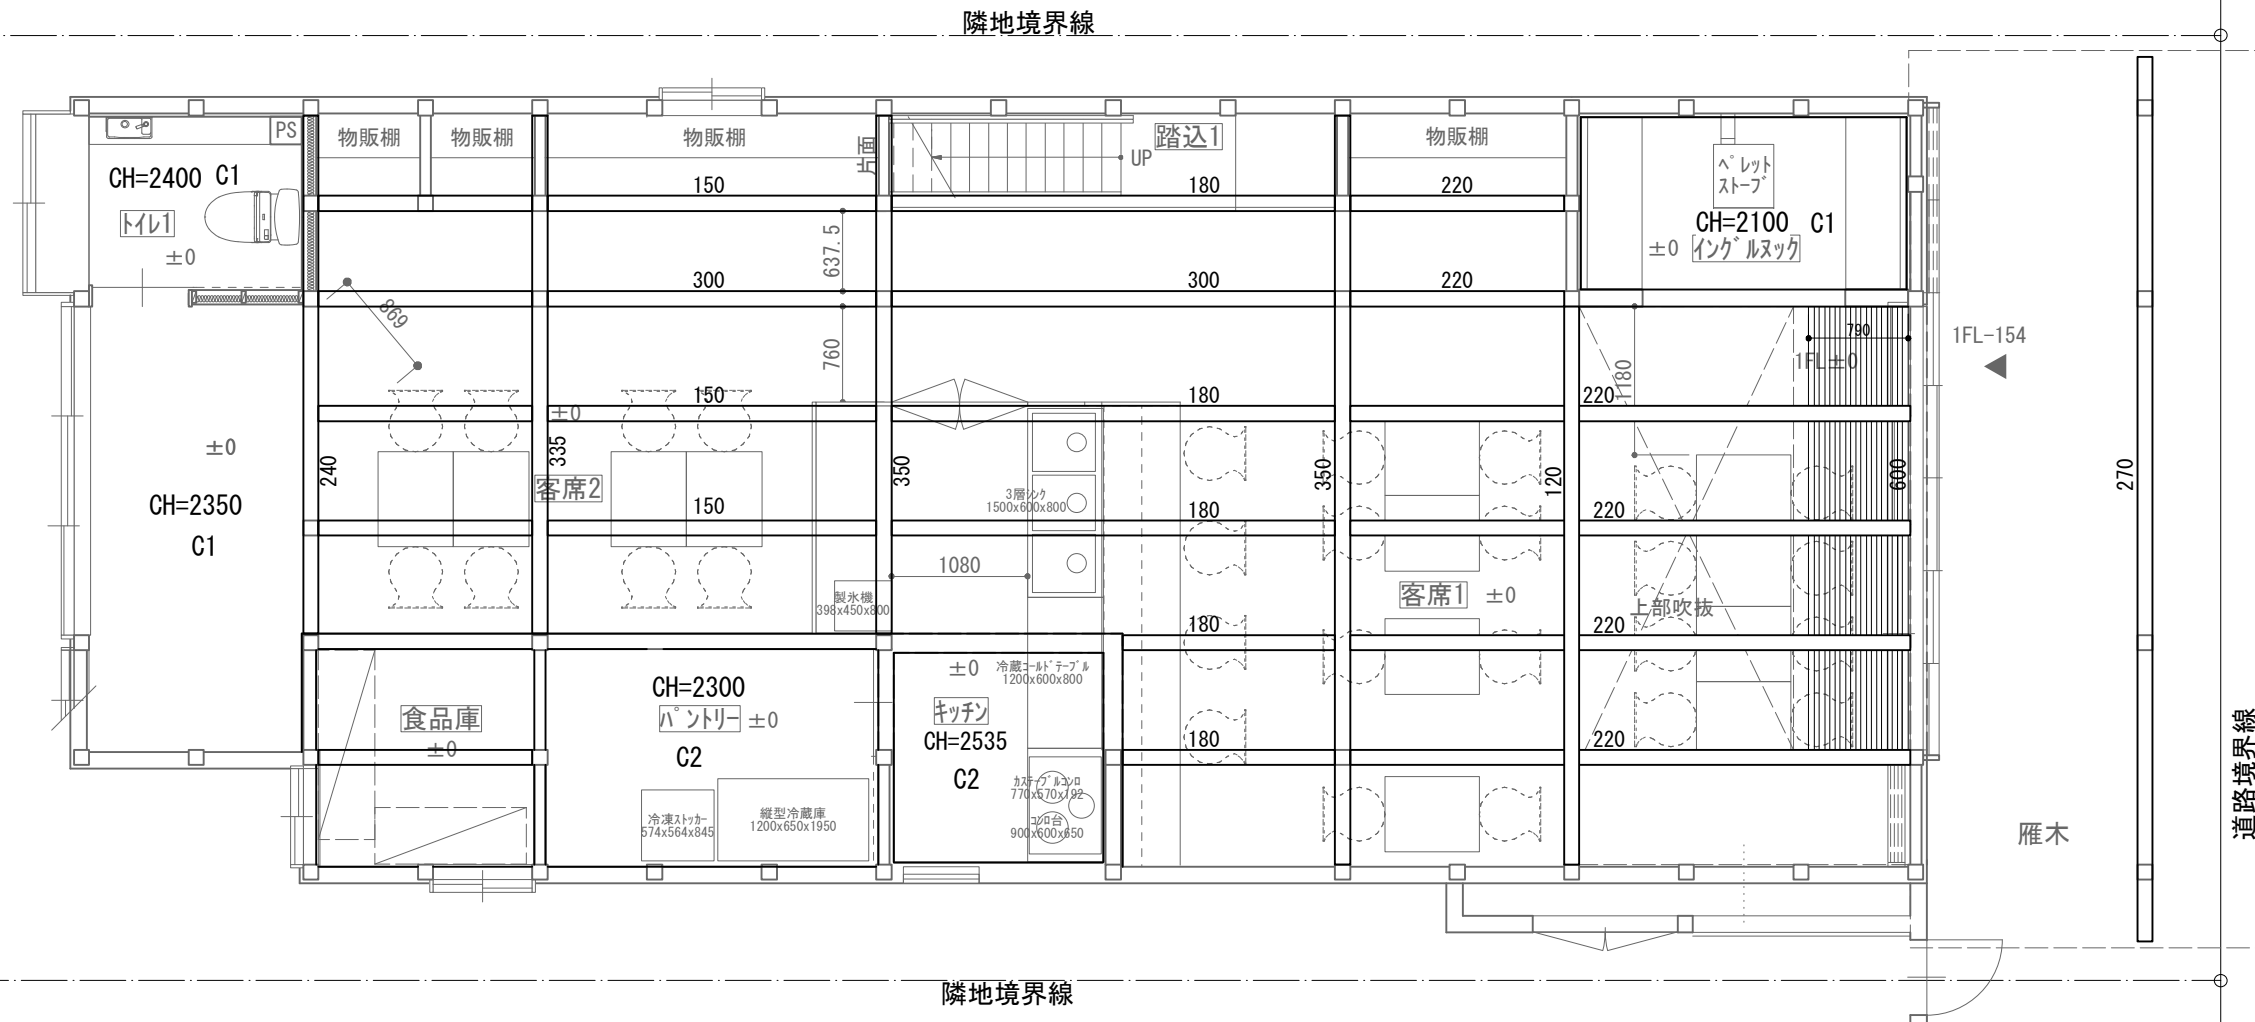 隣地境界線
物販棚
物販棚
物販棚
片面
踏込1
UP
物販棚
PS
CH=2400 C1
トイレ1
±0
ペレット
ストーブ
CH=2100 C1
±0 イングルヌック
150
180
220
637.5
300
300
220
869
760
790
1FL±0
1180
1FL-154
150
180
220
±0
±0
240
335
350
350
120
600
270
CH=2350
C1
客席2
150
3層シンク
1500x600x800
180
220
1080
製氷機
398x450x800
客席1 ±0
上部吹抜
180
220
±0
冷蔵コールドテーブル
1200x600x800
CH=2300
パントリー ±0
C2
食品庫
±0
キッチン
CH=2535
C2
180
220
ガステーブルコンロ
770x570x192
コンロ台
900x600x650
冷凍ストッカー
574x564x845
縦型冷蔵庫
1200x650x1950
雁木
道路境界線
隣地境界線